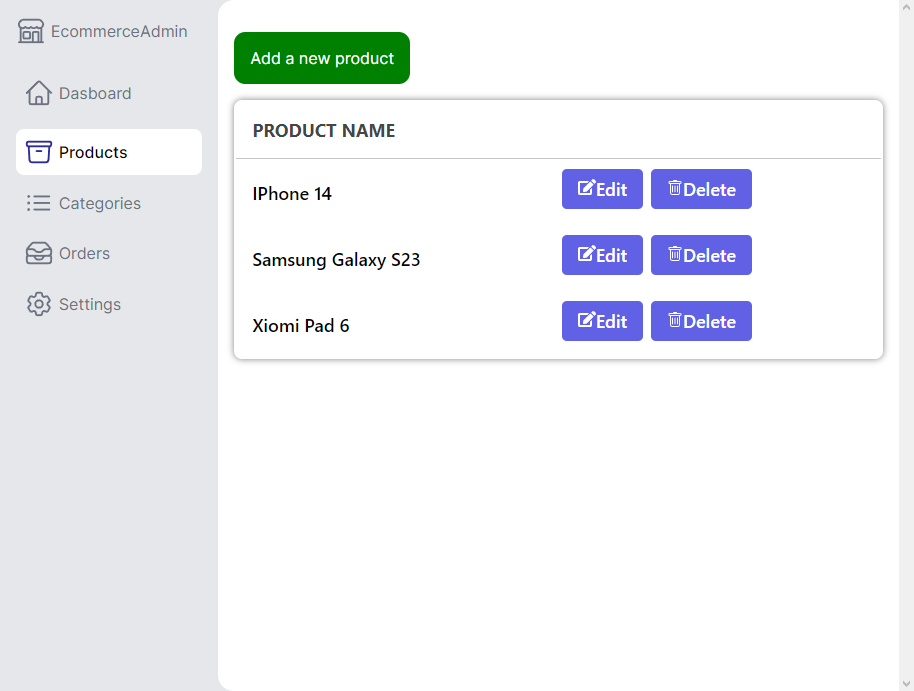 EcommerceAdmin
Dasboard
Products
Categories
Orders
Settings
Add a new product
PRODUCT NAME
IPhone 14 Edit Delete
Samsung Galaxy S23 Edit Delete
Xiomi Pad 6 Edit Delete